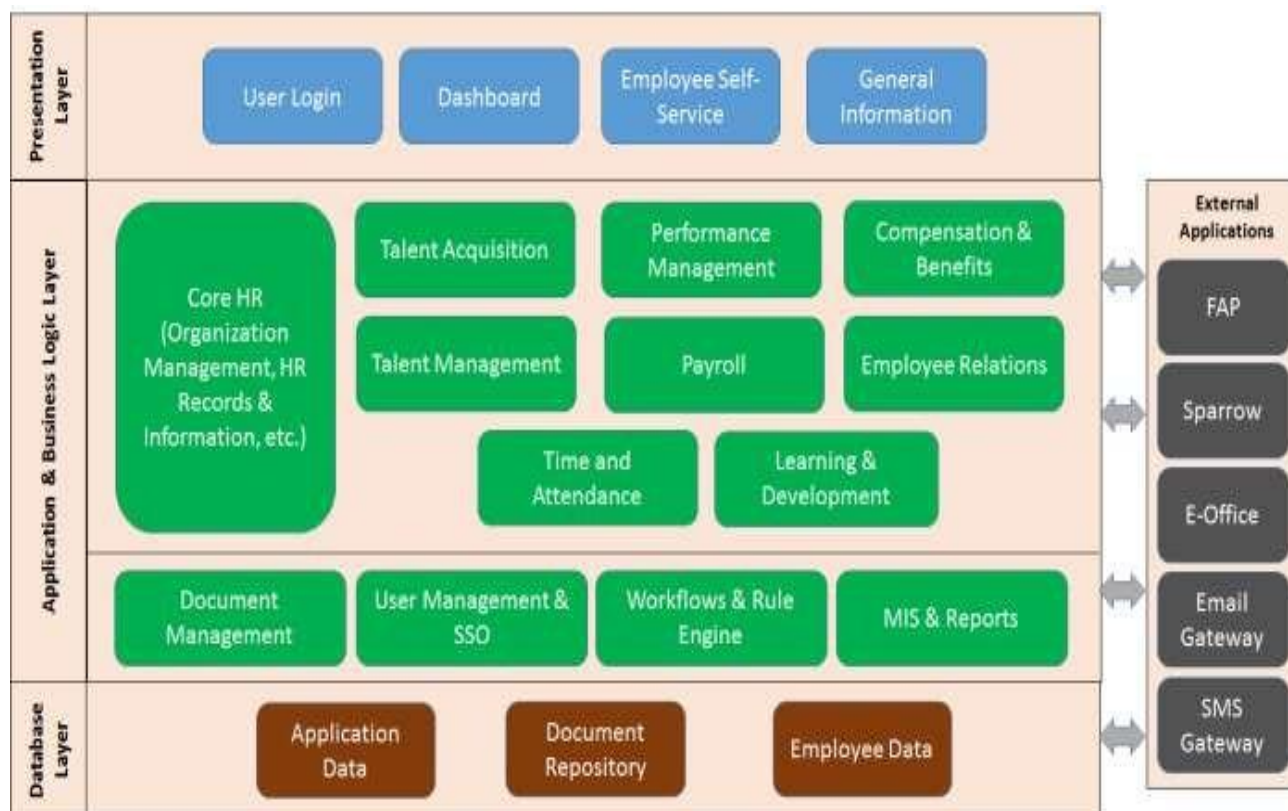 Presentation
Layer
User Login
Dashboard
Employee Self-
Service
General
Information
Application & Business Logic Layer
Core HR
(Organization
Management, HR
Records &
Information, etc.)
Talent Acquisition
Performance
Management
Compensation &
Benefits
Talent Management
Payroll
Employee Relations
Time and
Attendance
Learning &
Development
Document
Management
User Management &
SSO
Workflows & Rule
Engine
MIS & Reports
Database
Layer
Application
Data
Document
Repository
Employee Data
External
Applications
FAP
Sparrow
E-Office
Email
Gateway
SMS
Gateway